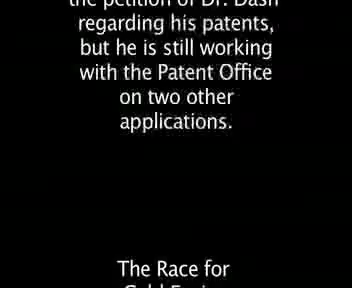 the petition of Dr. Dash
regarding his patents,
but he is still working
with the Patent Office
on two other
applications.
The Race for